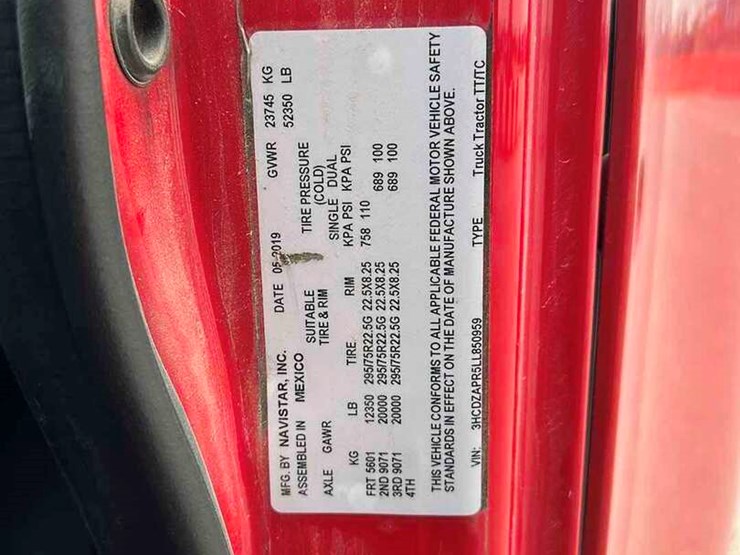 MFG. BY NAVISTAR, INC. DATE 05-2019 GVWR 23745 KG
ASSEMBLED IN MEXICO 52350 LB
SUITABLE TIRE PRESSURE
AXLE GAWR TIRE & RIM (COLD)
SINGLE DUAL
KG LB TIRE RIM KPA PSI KPA PSI
FRT 5601 12350 295/75R22.5G 22.5X8.25 758 110
2ND 9071 20000 295/75R22.5G 22.5X8.25 689 100
3RD 9071 20000 295/75R22.5G 22.5X8.25 689 100
4TH
THIS VEHICLE CONFORMS TO ALL APPLICABLE FEDERAL MOTOR VEHICLE SAFETY
STANDARDS IN EFFECT ON THE DATE OF MANUFACTURE SHOWN ABOVE.
VIN: 3HCDZAPR5LL850959 TYPE Truck Tractor TT/TC